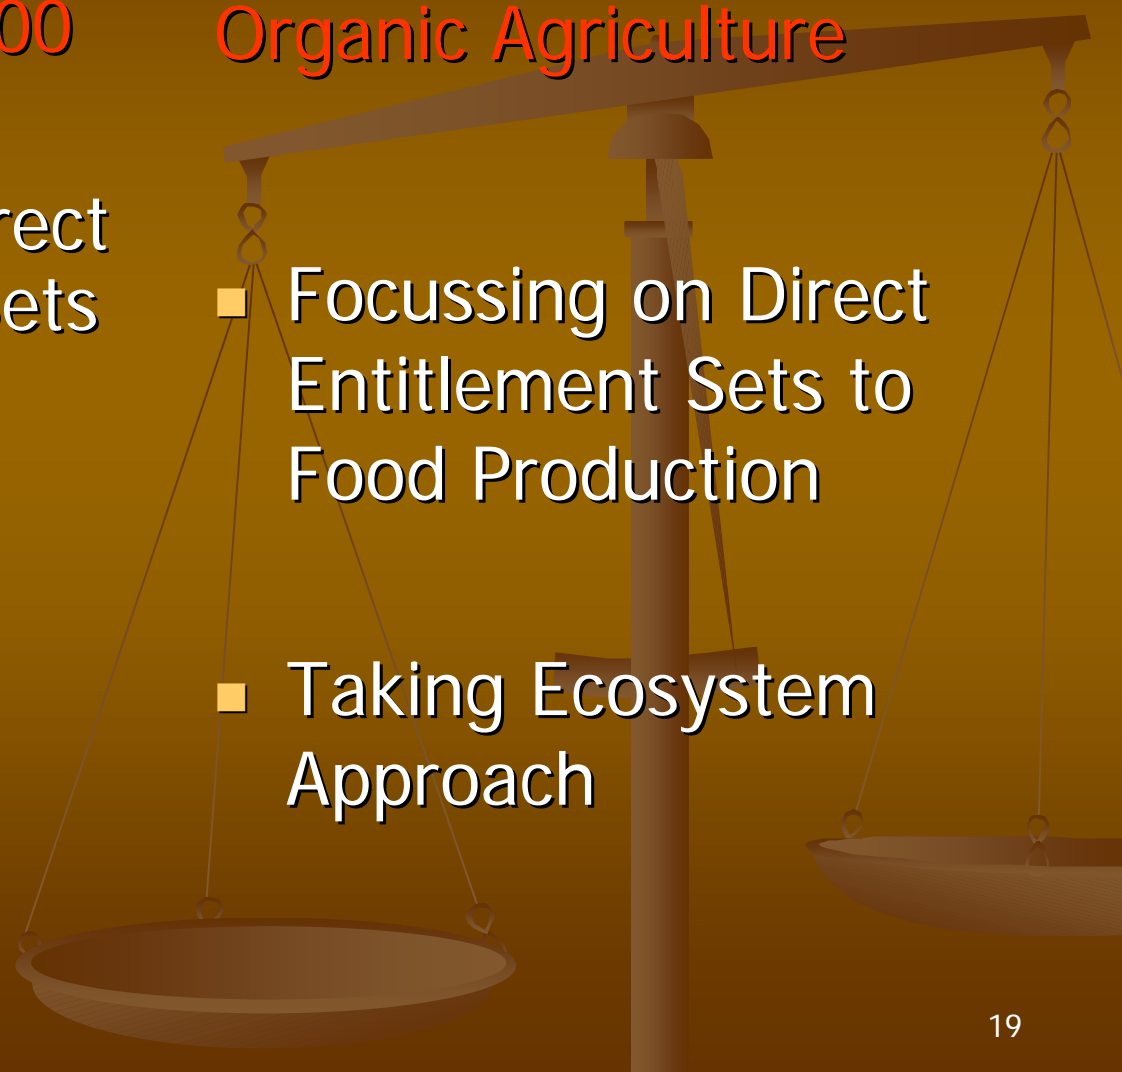 00
rect
ets
Organic Agriculture
■ Focussing on Direct
Entitlement Sets to
Food Production
■ Taking Ecosystem
Approach
19